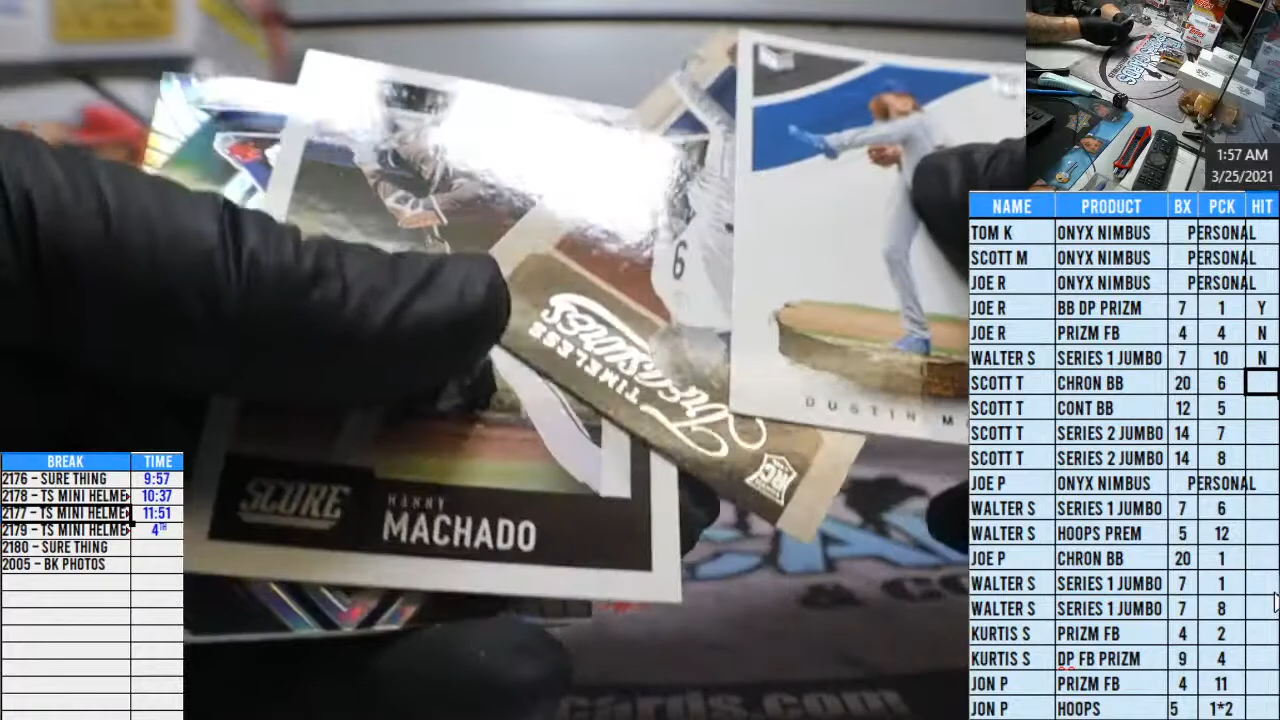 1:57 AM
3/25/2021
NAME PRODUCT BX PCK HIT
TOM K ONYX NIMBUS PERSONAL
SCOTT M ONYX NIMBUS PERSONAL
JOE R ONYX NIMBUS PERSONAL
JOE R BB DP PRIZM 7 1 Y
JOE R PRIZM FB 4 4 N
WALTER S SERIES 1 JUMBO 7 10 N
SCOTT T CHRON BB 20 6
SCOTT T CONT BB 12 5
SCOTT T SERIES 2 JUMBO 14 7
SCOTT T SERIES 2 JUMBO 14 8
JOE P ONYX NIMBUS PERSONAL
WALTER S SERIES 1 JUMBO 7 6
WALTER S HOOPS PREM 5 12
JOE P CHRON BB 20 1
WALTER S SERIES 1 JUMBO 7 1
WALTER S SERIES 1 JUMBO 7 8
KURTIS S PRIZM FB 4 2
KURTIS S DP FB PRIZM 9 4
JON P PRIZM FB 4 11
JON P HOOPS 5 1*2
BREAK TIME
2176 - SURE THING 9:57
2178 - TS MINI HELME 10:37
2177 - TS MINI HELME 11:51
2179 - TS MINI HELME 4TH
2180 - SURE THING
2005 - BK PHOTOS
6
TIMELESS
Treasures
RC
DUSTIN M
SCORE
MANNY
MACHADO
cards.com